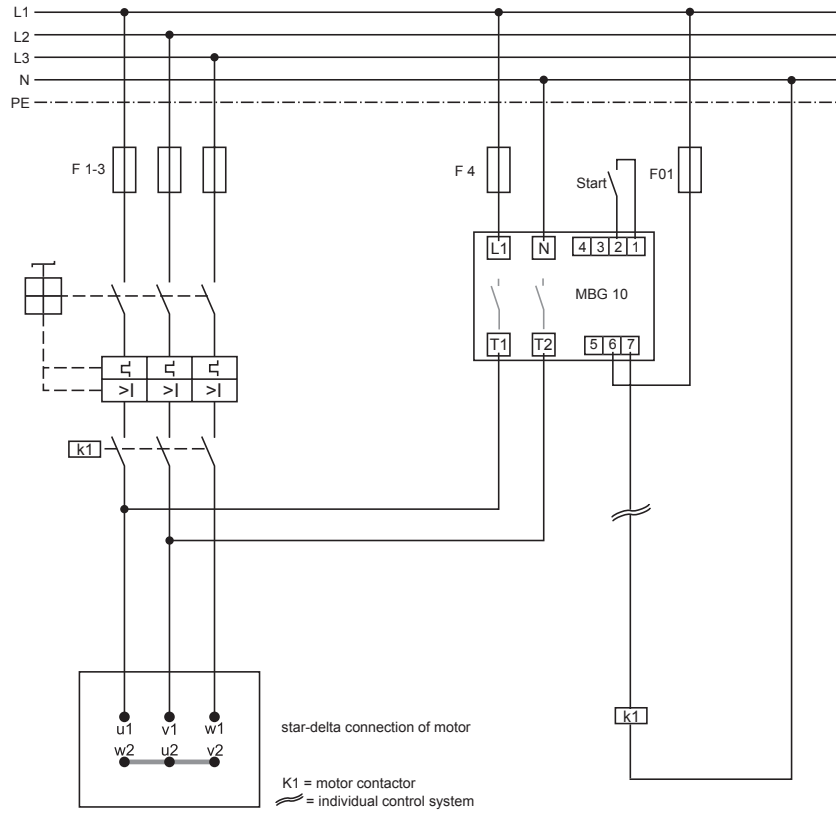 L1
L2
L3
N
PE
F 1-3
F 4
Start
F01
L1 N 4 3 2 1
MBG 10
T1 T2 5 6 7
>I >I >I
k1
k1
u1 v1 w1
w2 u2 v2
star-delta connection of motor
K1 = motor contactor
= individual control system